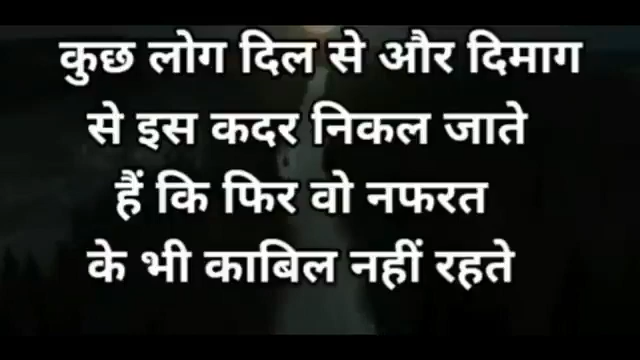 कुछ लोग दिल से और दिमाग
से इस कदर निकल जाते
हैं कि फिर वो नफरत
के भी काबिल नहीं रहते